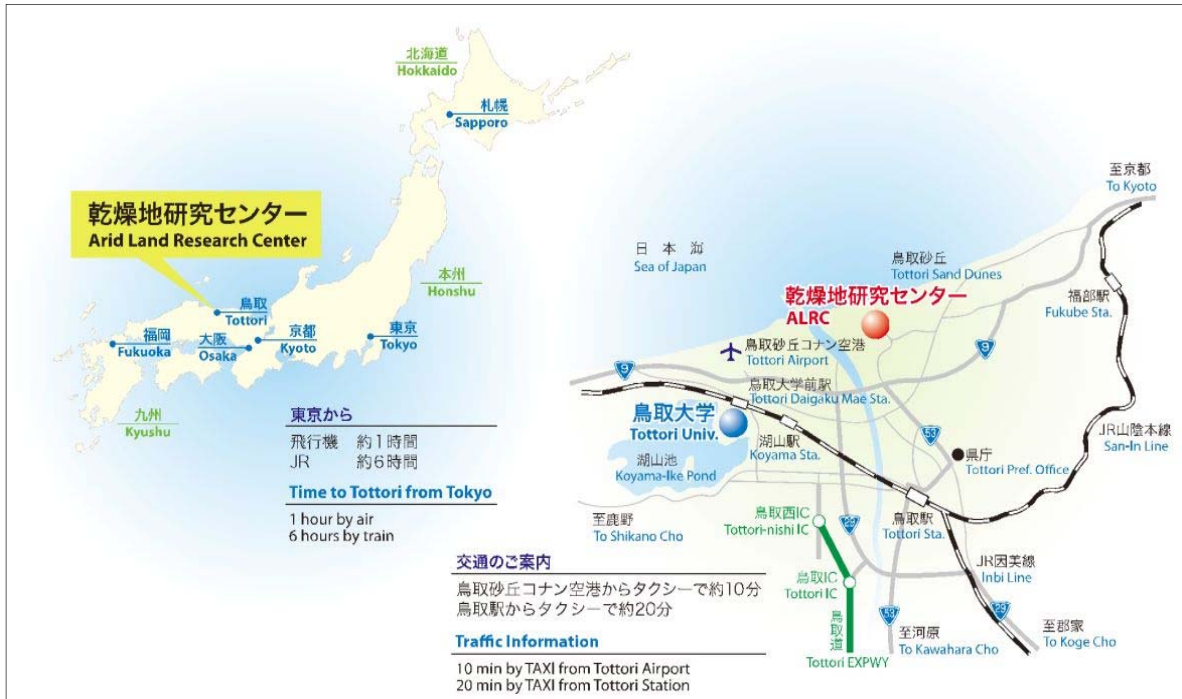 北海道
Hokkaido
札幌
Sapporo
乾燥地研究センター
Arid Land Research Center
本州
Honshu
鳥取
Tottori
福岡
Fukuoka
大阪
Osaka
京都
Kyoto
東京
Tokyo
九州
Kyushu
東京から
飛行機 約1時間
JR 約6時間
Time to Tottori from Tokyo
1 hour by air
6 hours by train
交通のご案内
鳥取砂丘コナン空港からタクシーで約10分
鳥取駅からタクシーで約20分
Traffic Information
10 min by TAXI from Tottori Airport
20 min by TAXI from Tottori Station
至京都
To Kyoto
日本海
Sea of Japan
鳥取砂丘
Tottori Sand Dunes
乾燥地研究センター
ALRC
福部駅
Fukube Sta.
鳥取砂丘コナン空港
Tottori Airport
9
9
鳥取大学前駅
Tottori Daigaku Mae Sta.
鳥取大学
Tottori Univ.
53
JR山陰本線
San-In Line
湖山駅
Koyama Sta.
県庁
Tottori Pref. Office
湖山池
Koyama-Ike Pond
至鹿野
To Shikano Cho
鳥取西IC
Tottori-nishi IC
29
鳥取駅
Tottori Sta.
JR因美線
Inbi Line
鳥取IC
Tottori IC
鳥取道
Tottori EXPWY
53
至河原
To Kawahara Cho
29
至郡家
To Koge Cho